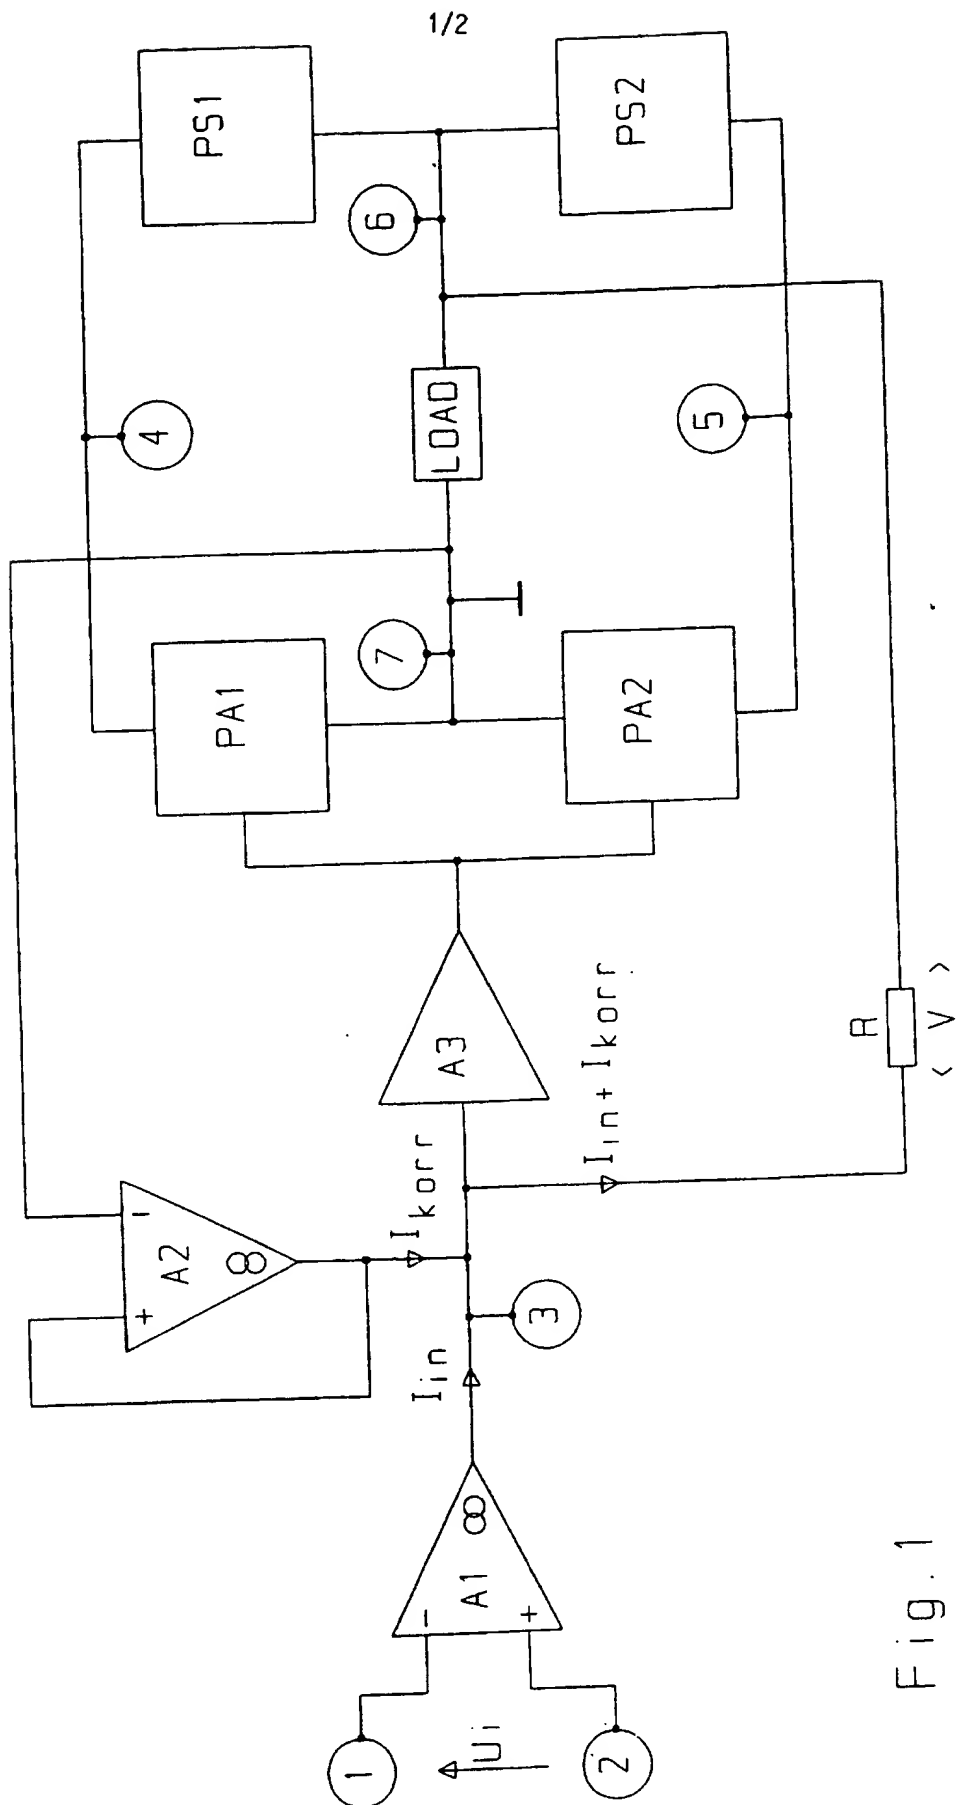 1/2
PS1
PS2
6
4
LOAD
5
7
PA1
PA2
A3
R
< V >
Iin+ Ikorr
Ikorr
-
A2
+
3
Iin
A1
-
+
1
Ui
2
Fig.1